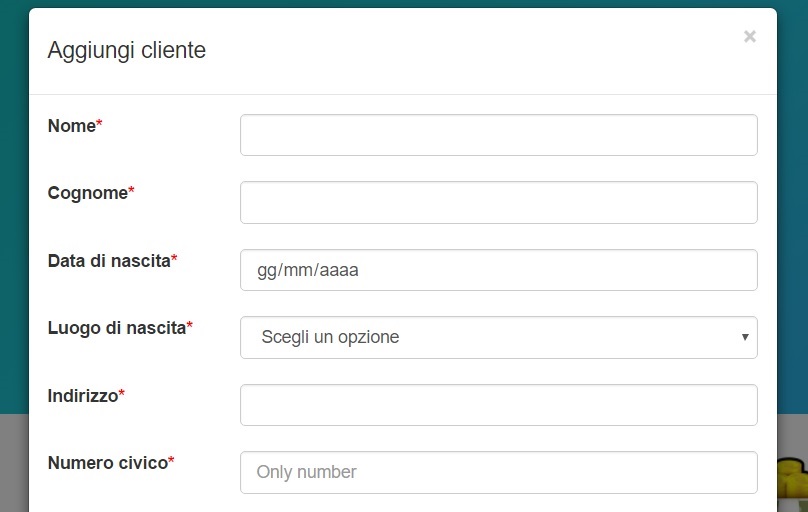 Aggiungi cliente
×
Nome*
Cognome*
Data di nascita*
gg/mm/aaaa
Luogo di nascita*
Scegli un opzione
Indirizzo*
Numero civico*
Only number